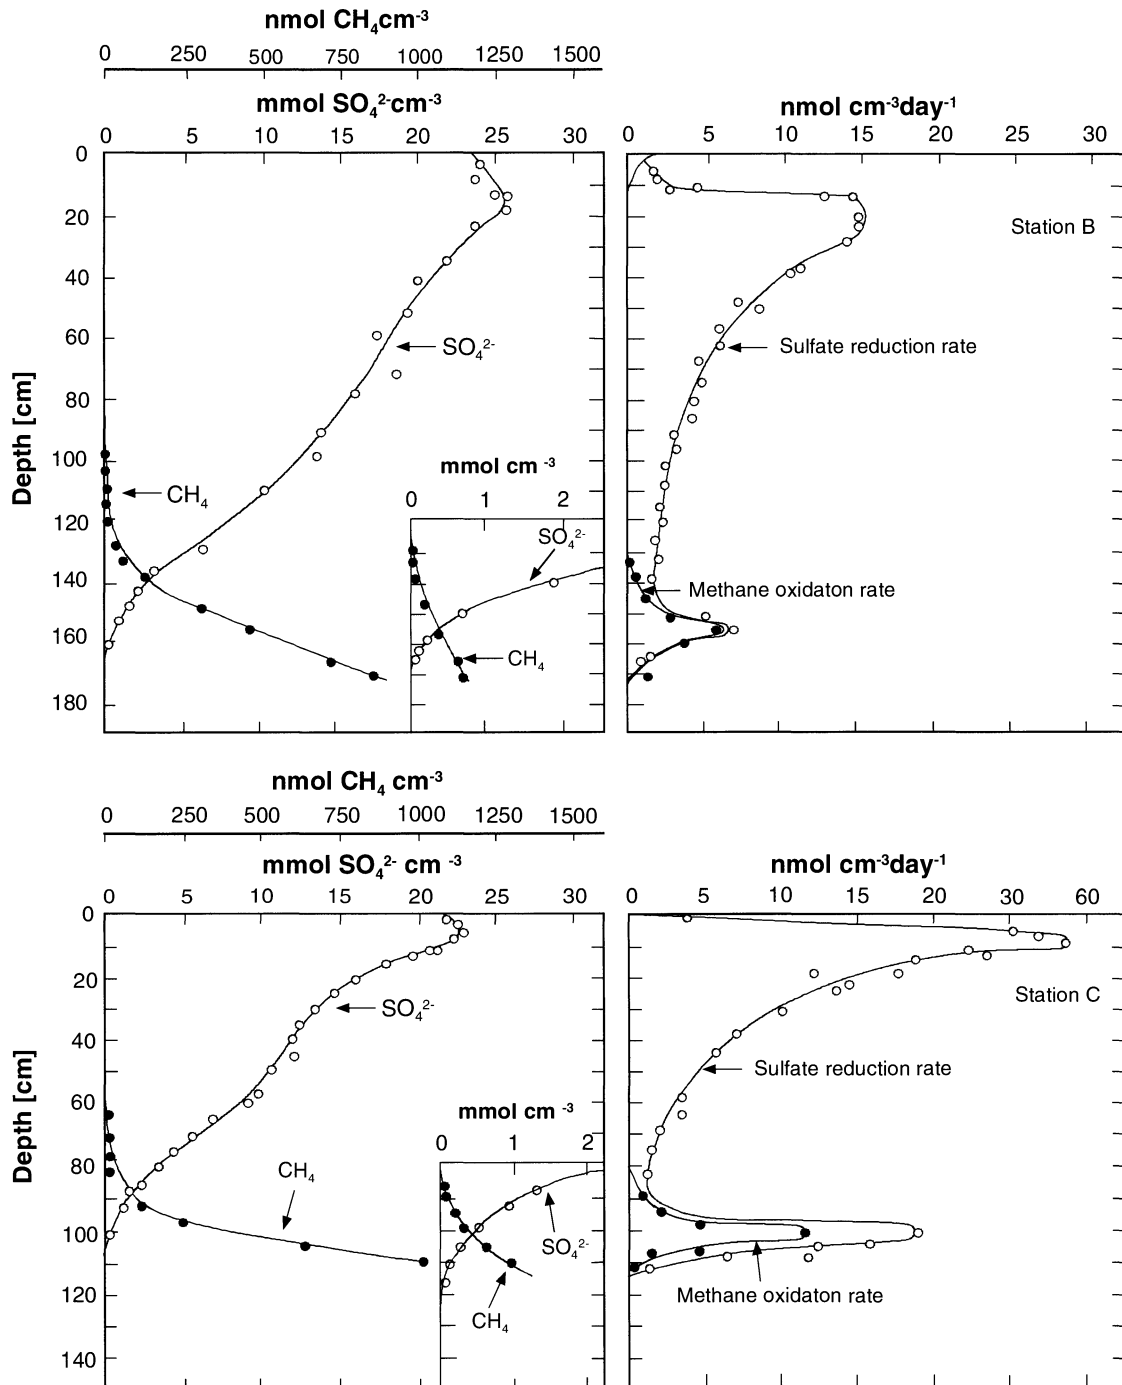 nmol CH₄cm⁻³
0 250 500 750 1000 1250 1500
mmol SO₄²⁻cm⁻³
0 5 10 15 20 25 30
nmol cm⁻³day⁻¹
0 5 10 15 20 25 30
0
20
40
60
80
100
120
140
160
180
Depth [cm]
SO₄²⁻
CH₄
mmol cm ⁻³
0 1 2
SO₄²⁻
CH₄
Station B
Sulfate reduction rate
Methane oxidaton rate
nmol CH₄ cm⁻³
0 250 500 750 1000 1250 1500
mmol SO₄²⁻ cm ⁻³
0 5 10 15 20 25 30
nmol cm⁻³day⁻¹
0 5 10 15 20 30 60
0
20
40
60
80
100
120
140
Depth [cm]
SO₄²⁻
CH₄
mmol cm ⁻³
0 1 2
SO₄²⁻
CH₄
Station C
Sulfate reduction rate
Methane oxidaton rate